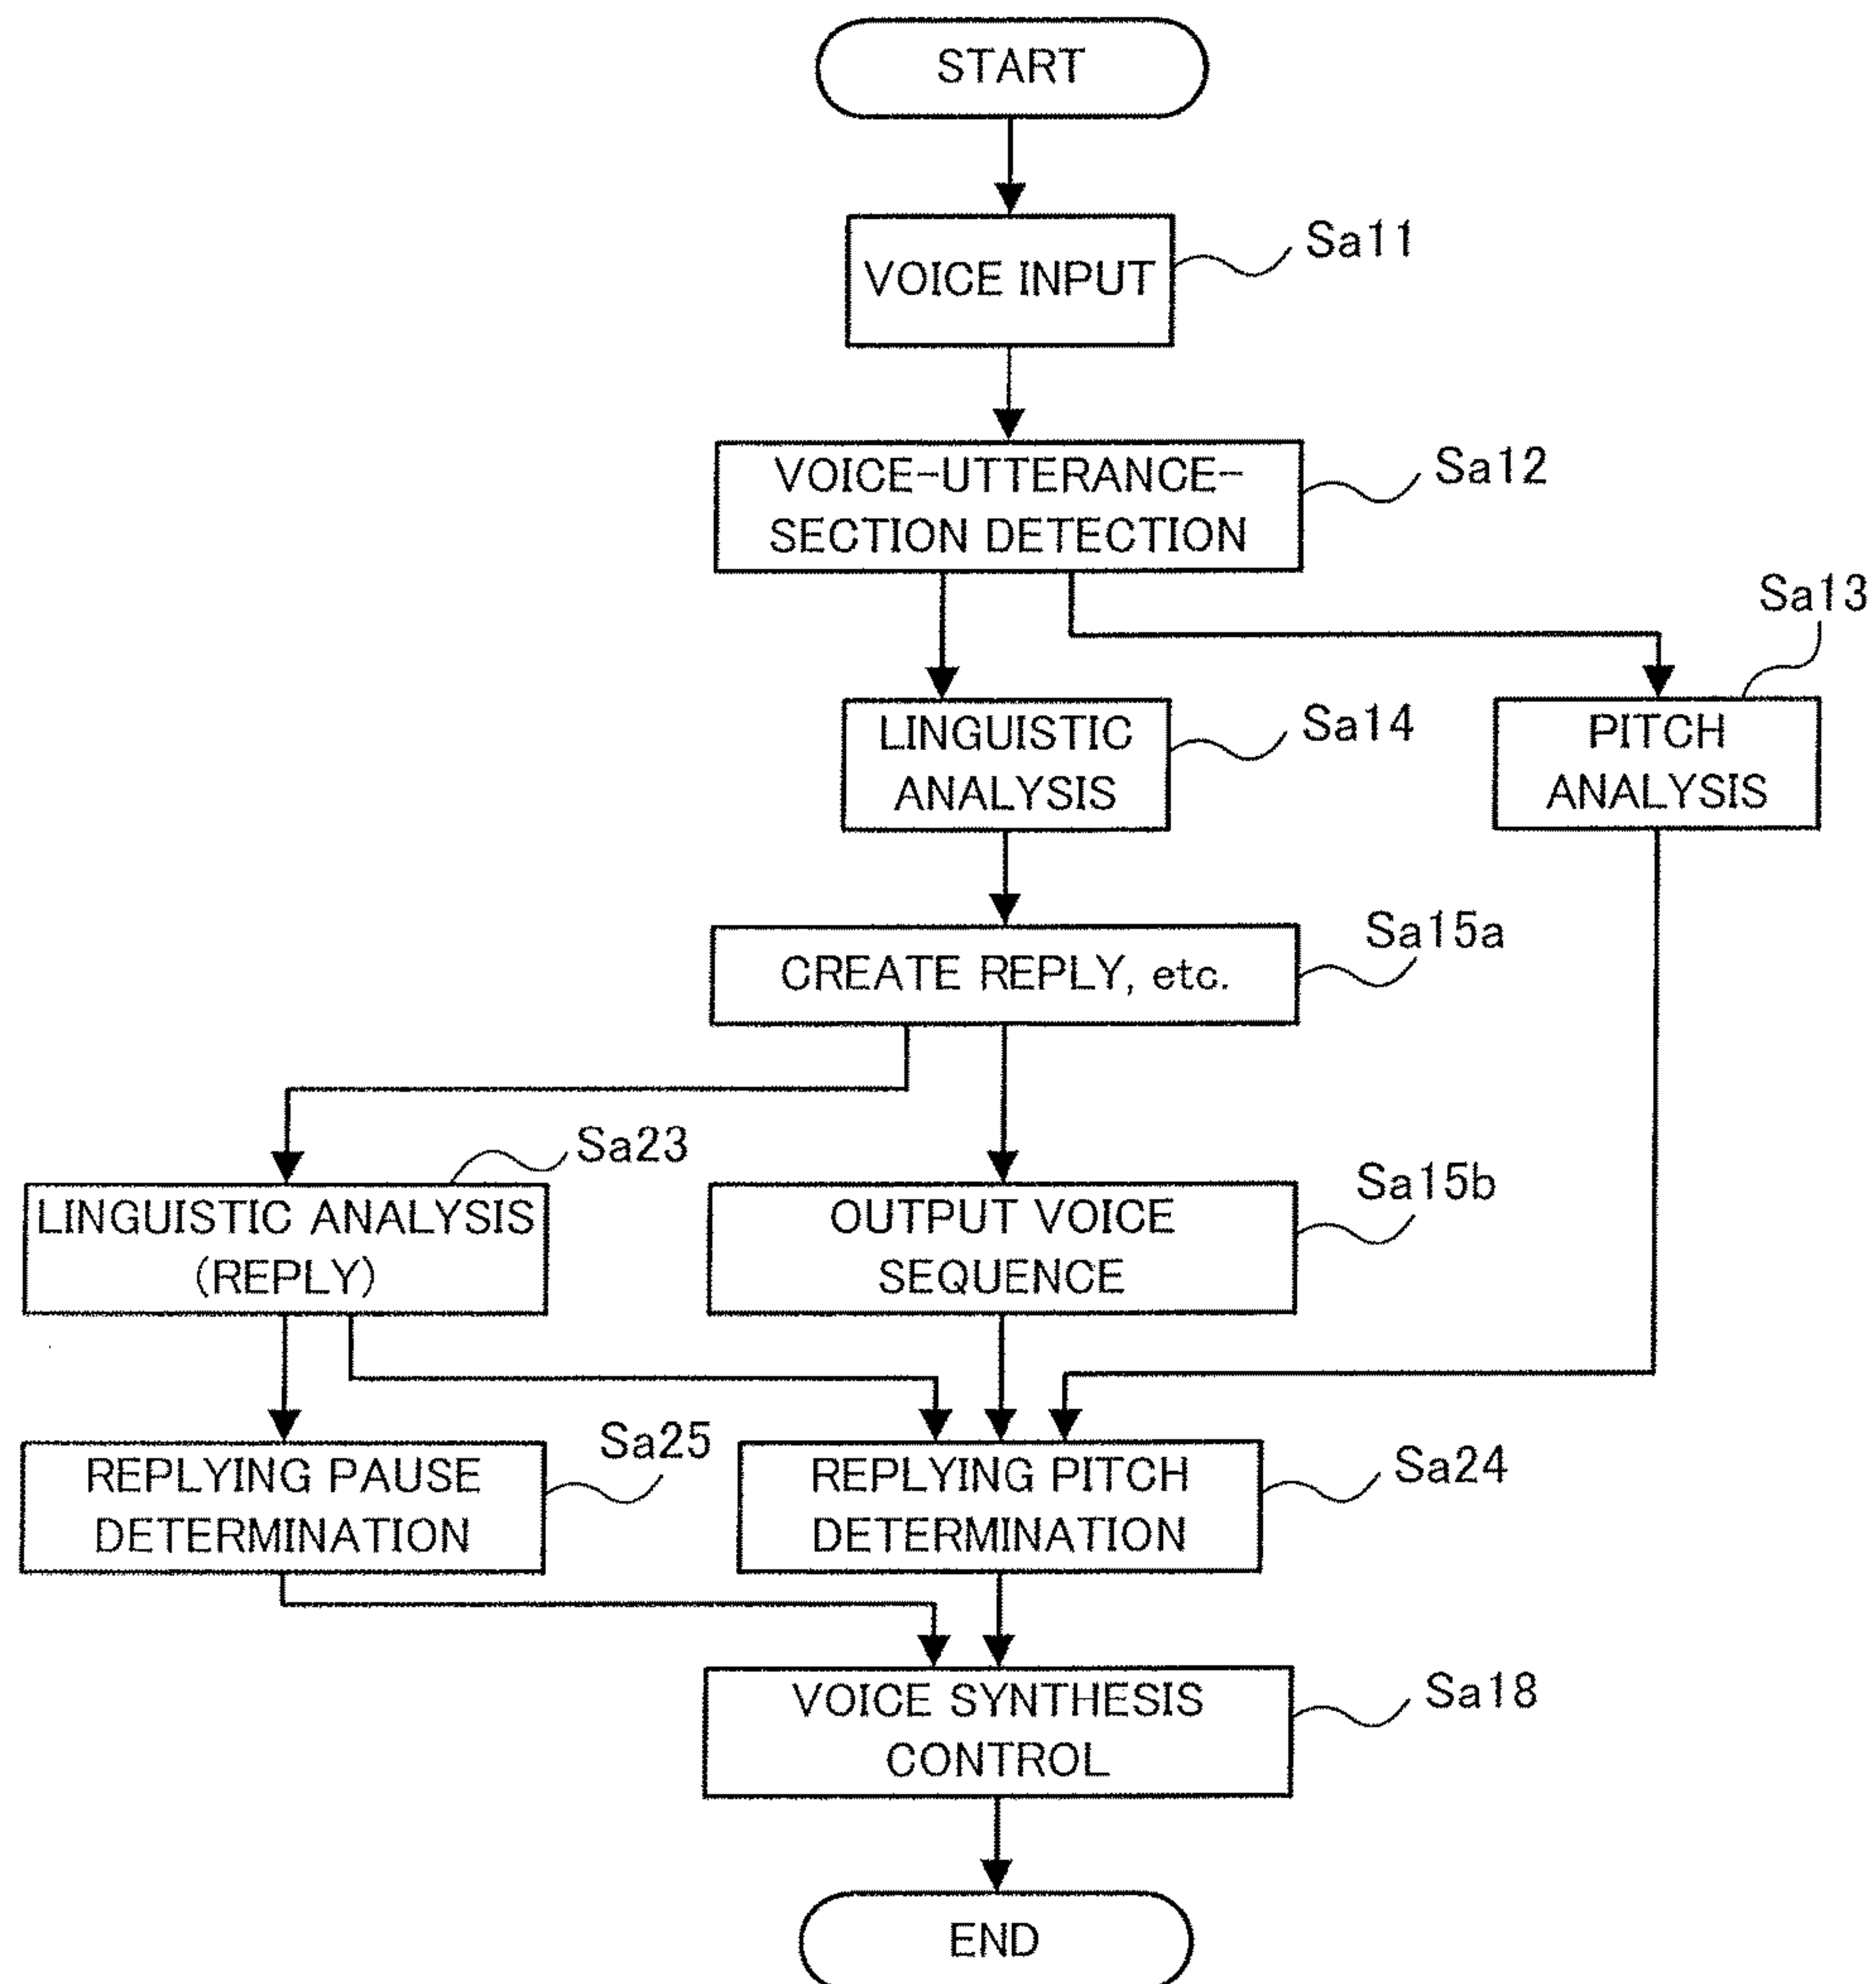 START
Sa11
VOICE INPUT
Sa12
VOICE-UTTERANCE-
SECTION DETECTION
Sa13
Sa14
LINGUISTIC
ANALYSIS
PITCH
ANALYSIS
Sa15a
CREATE REPLY, etc.
Sa23
LINGUISTIC ANALYSIS
(REPLY)
Sa15b
OUTPUT VOICE
SEQUENCE
Sa25
REPLYING PAUSE
DETERMINATION
Sa24
REPLYING PITCH
DETERMINATION
Sa18
VOICE SYNTHESIS
CONTROL
END